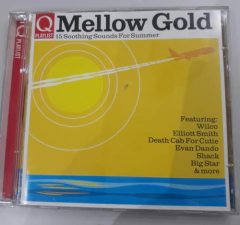 Q Mellow Gold
PLAYLIST 15 Soothing Sounds For Summer
Featuring:
Wilco
Elliott Smith
Death Cab For Cutie
Evan Dando
Shack
Big Star
& more